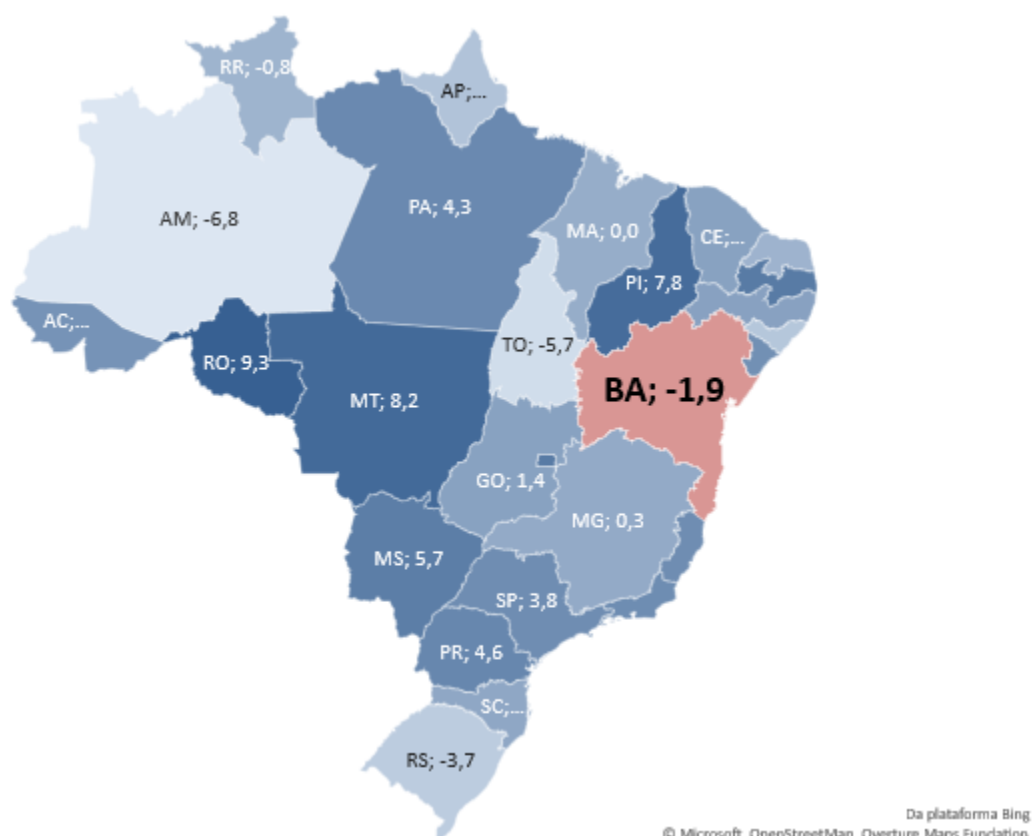 RR; -0,8
AP;...
AM; -6,8
PA; 4,3
MA; 0,0
CE;...
PI; 7,8
AC;...
TO; -5,7
RO; 9,3
BA; -1,9
MT; 8,2
GO; 1,4
MG; 0,3
MS; 5,7
SP; 3,8
PR; 4,6
SC;...
RS; -3,7
Da plataforma Bing
© Microsoft, OpenStreetMap, Overture Maps Fundation